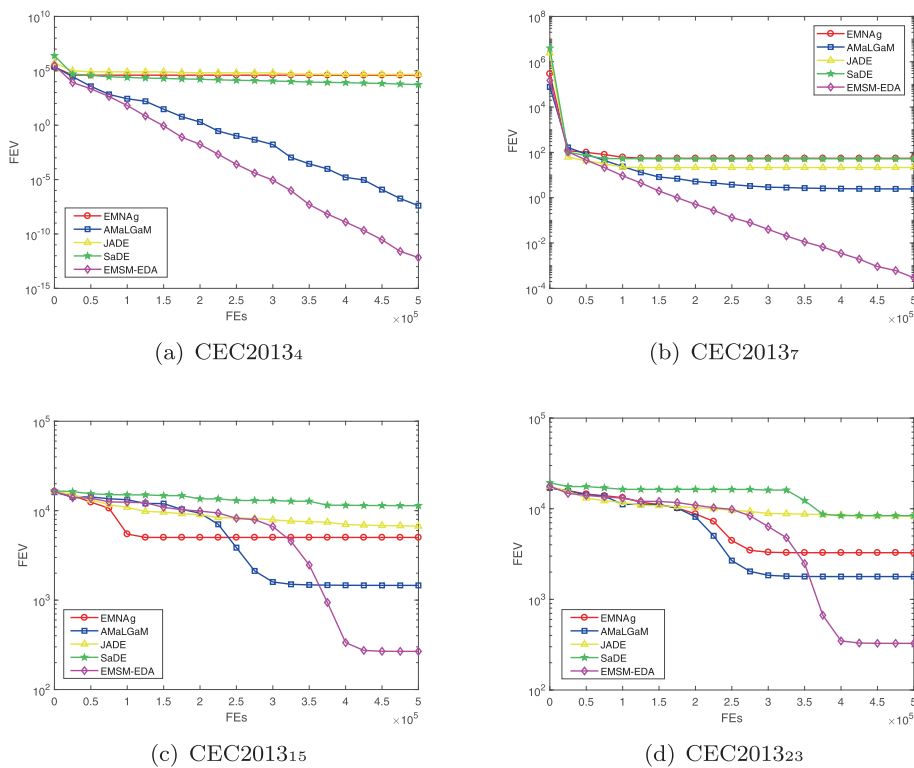 10^10
10^5
10^0
10^-5
10^-10
10^-15
FEV
EMNAg
AMaLGaM
JADE
SaDE
EMSM-EDA
0 0.5 1 1.5 2 2.5 3 3.5 4 4.5 5
FEs
×10^5
(a) CEC2013₄
10^8
10^6
10^4
10^2
10^0
10^-2
10^-4
FEV
EMNAg
AMaLGaM
JADE
SaDE
EMSM-EDA
0 0.5 1 1.5 2 2.5 3 3.5 4 4.5 5
FEs
×10^5
(b) CEC2013₇
10^5
10^4
10^3
10^2
FEV
EMNAg
AMaLGaM
JADE
SaDE
EMSM-EDA
0 0.5 1 1.5 2 2.5 3 3.5 4 4.5 5
FEs
×10^5
(c) CEC2013₁₅
10^5
10^4
10^3
10^2
FEV
EMNAg
AMaLGaM
JADE
SaDE
EMSM-EDA
0 0.5 1 1.5 2 2.5 3 3.5 4 4.5 5
FEs
×10^5
(d) CEC2013₂₃